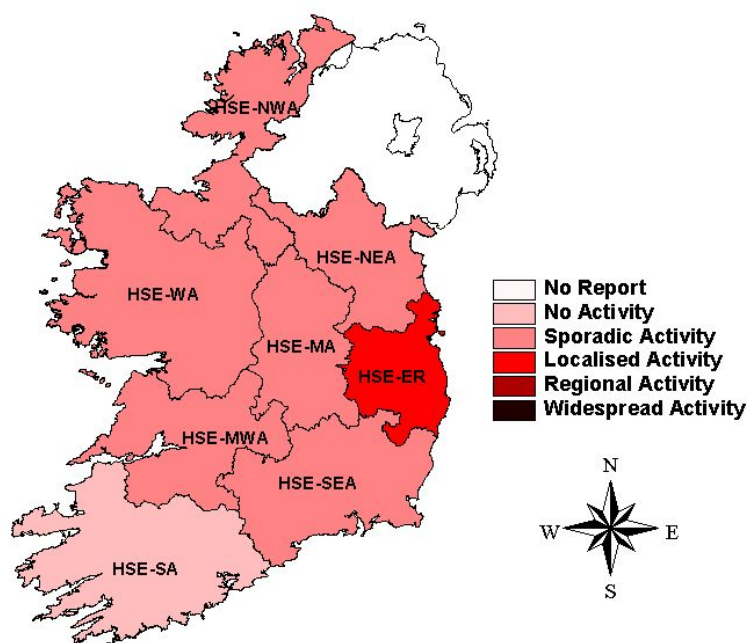 HSE-NWA
HSE-NEA
HSE-WA
HSE-MA
HSE-ER
HSE-MWA
HSE-SEA
HSE-SA
No Report
No Activity
Sporadic Activity
Localised Activity
Regional Activity
Widespread Activity
N
W E
S